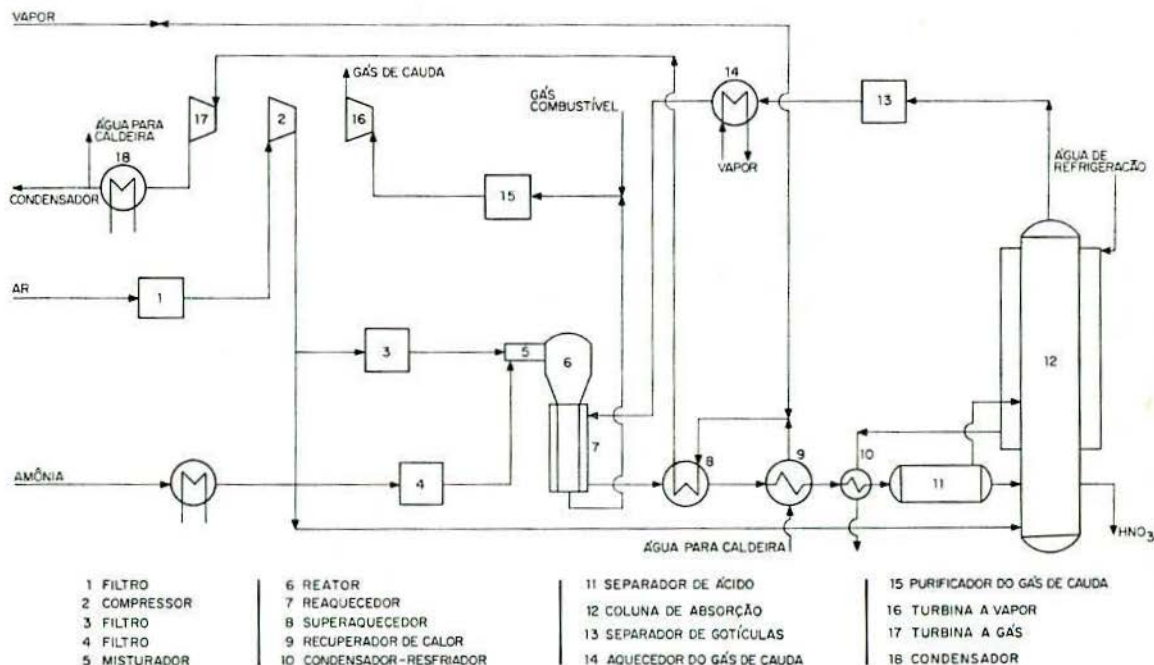 VAPOR
GÁS DE CAUDA
14
13
GÁS
COMBUSTÍVEL
17
2
16
ÁGUA PARA
CALDEIRA
18
VAPOR
ÁGUA DE
REFRIGERACÃO
15
CONDENSADOR
AR
1
3
5
6
12
7
AMÔNIA
4
8
9
10
11
ÁGUA PARA CALDEIRA
HNO3
1 FILTRO
2 COMPRESSOR
3 FILTRO
4 FILTRO
5 MISTURADOR
6 REATOR
7 REAQUECEDOR
8 SUPERAQUECEDOR
9 RECUPERADOR DE CALOR
10 CONDENSADOR-RESFRIADOR
11 SEPARADOR DE ÁCIDO
12 COLUNA DE ABSORÇÃO
13 SEPARADOR DE GOTÍCULAS
14 AQUECEDOR DO GÁS DE CAUDA
15 PURIFICADOR DO GÁS DE CAUDA
16 TURBINA A VAPOR
17 TURBINA A GÁS
18 CONDENSADOR